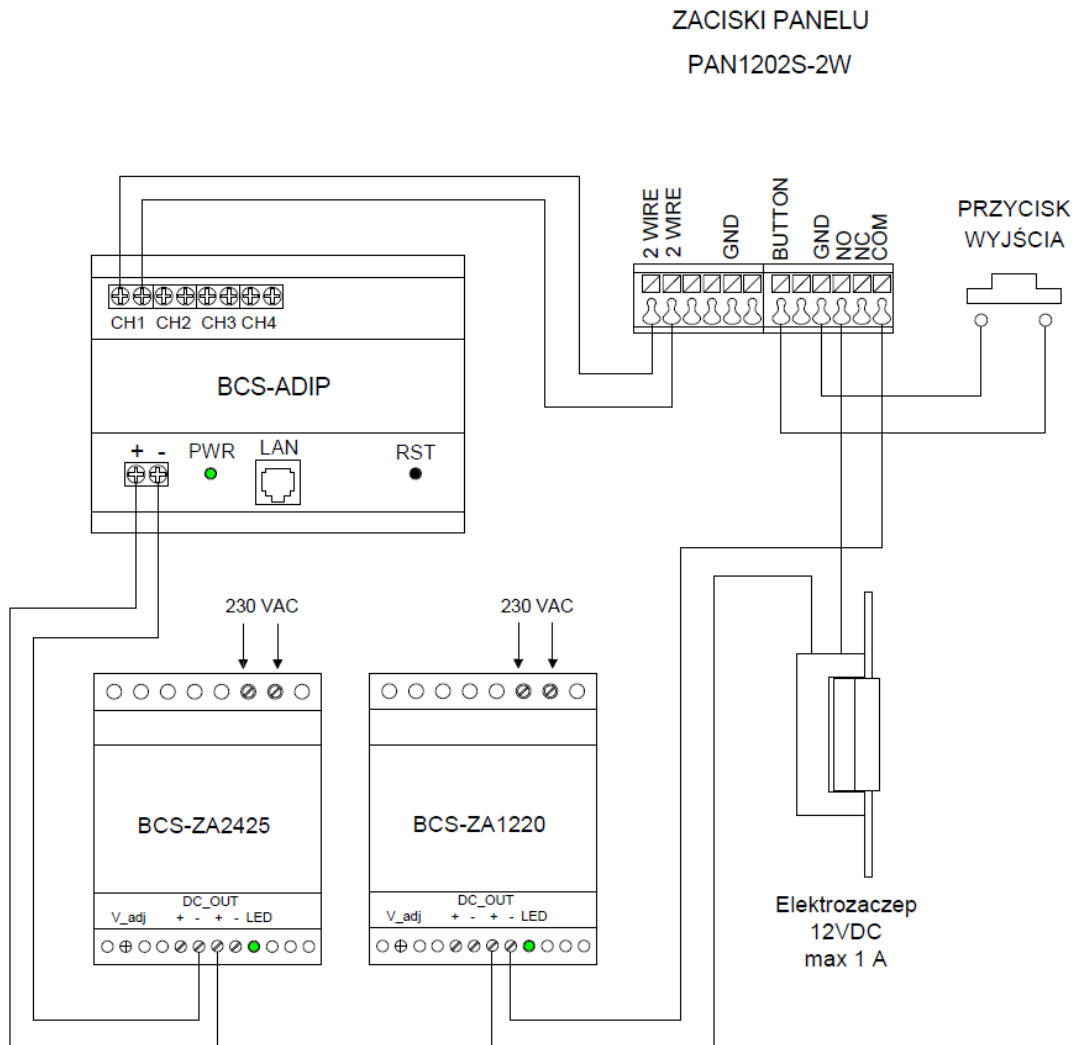 ZACISKI PANELU
PAN1202S-2W
2 WIRE
2 WIRE
GND
BUTTON
GND
NO
NC
COM
PRZYCISK
WYJŚCIA
CH1 CH2 CH3 CH4
BCS-ADIP
+ - PWR LAN RST
230 VAC
230 VAC
BCS-ZA2425
DC_OUT
V_adj + - + - LED
BCS-ZA1220
DC_OUT
V_adj + - + - LED
Elektrozaczep
12VDC
max 1 A